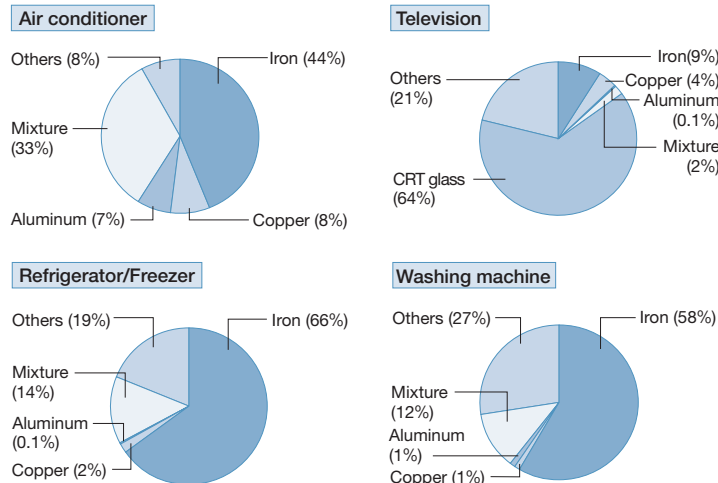 Air conditioner
Others (8%)
Iron (44%)
Mixture
(33%)
Aluminum (7%)
Copper (8%)
Television
Iron(9%)
Copper (4%)
Aluminum
(0.1%)
Mixture
(2%)
Others
(21%)
CRT glass
(64%)
Refrigerator/Freezer
Others (19%)
Iron (66%)
Mixture
(14%)
Aluminum
(0.1%)
Copper (2%)
Washing machine
Others (27%)
Iron (58%)
Mixture
(12%)
Aluminum
(1%)
Copper (1%)